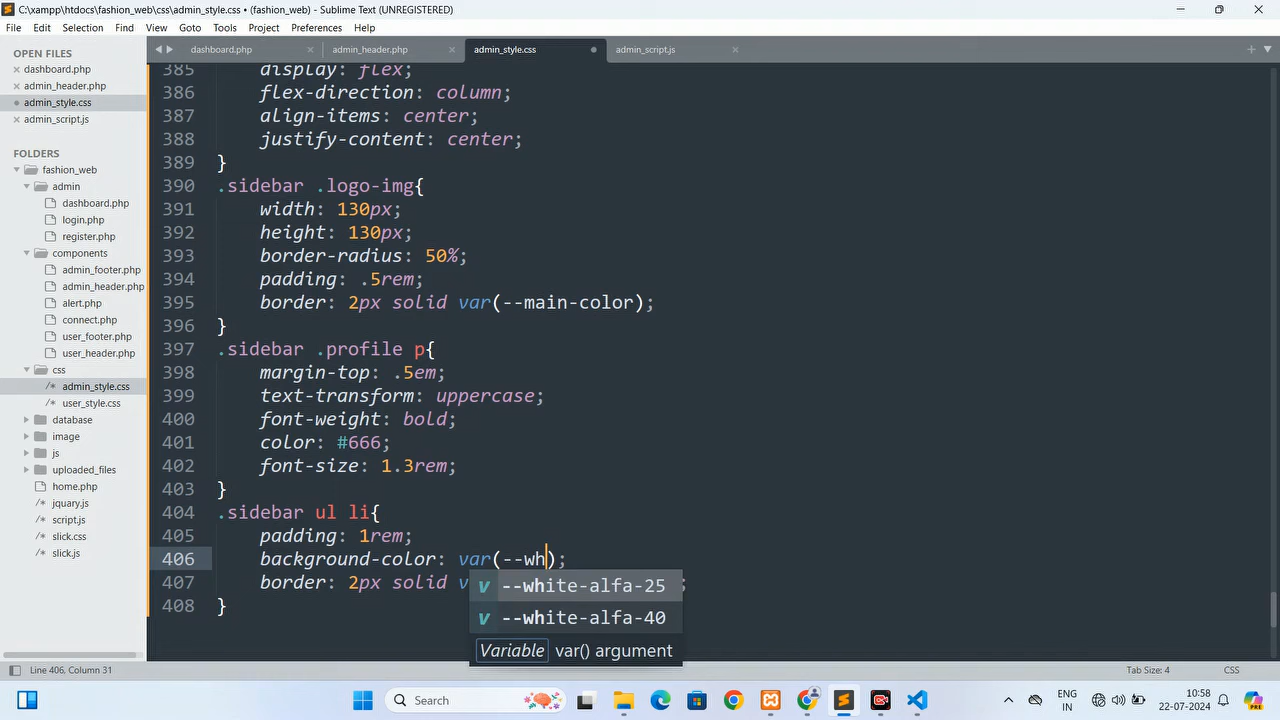 C:\xampp\htdocs\fashion_web\css\admin_style.css • (fashion_web) - Sublime Text (UNREGISTERED)
File Edit Selection Find View Goto Tools Project Preferences Help
OPEN FILES
dashboard.php
admin_header.php
admin_style.css
admin_script.js
FOLDERS
fashion_web
admin
dashboard.php
login.php
register.php
components
admin_footer.php
admin_header.php
alert.php
connect.php
user_footer.php
user_header.php
css
admin_style.css
user_style.css
database
image
js
uploaded_files
home.php
jquary.js
script.js
slick.css
slick.js
dashboard.php admin_header.php admin_style.css admin_script.js
385 display: flex;
386 flex-direction: column;
387 align-items: center;
388 justify-content: center;
389 }
390 .sidebar .logo-img{
391 width: 130px;
392 height: 130px;
393 border-radius: 50%;
394 padding: .5rem;
395 border: 2px solid var(--main-color);
396 }
397 .sidebar .profile p{
398 margin-top: .5em;
399 text-transform: uppercase;
400 font-weight: bold;
401 color: #666;
402 font-size: 1.3rem;
403 }
404 .sidebar ul li{
405 padding: 1rem;
406 background-color: var(--wh);
407 border: 2px solid v ;
408 }
v --white-alfa-25
v --white-alfa-40
Variable var() argument
Line 406, Column 31 Tab Size: 4 CSS
Search
ENG
IN
10:58
22-07-2024